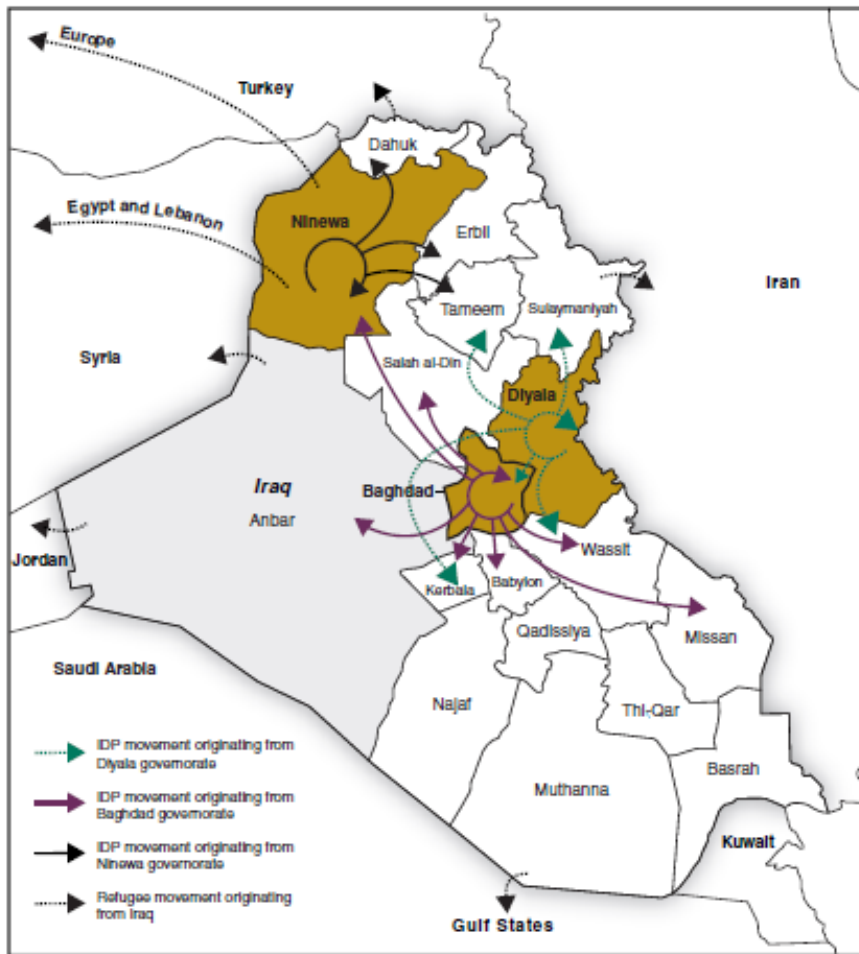 Europe
Turkey
Dahuk
Egypt and Lebanon
Ninewa
Erbil
Iran
Tameem
Sulaymaniyah
Syria
Salah al-Din
Diyala
Iraq
Baghdad
Anbar
Jordan
Wassit
Kerbala
Babylon
Qadissiya
Missan
Saudi Arabia
Najaf
Thi-Qar
Basrah
Muthanna
Kuwait
Gulf States
IDP movement originating from
Diyala governorate
IDP movement originating from
Baghdad governorate
IDP movement originating from
Ninewa governorate
Refugee movement originating
from Iraq